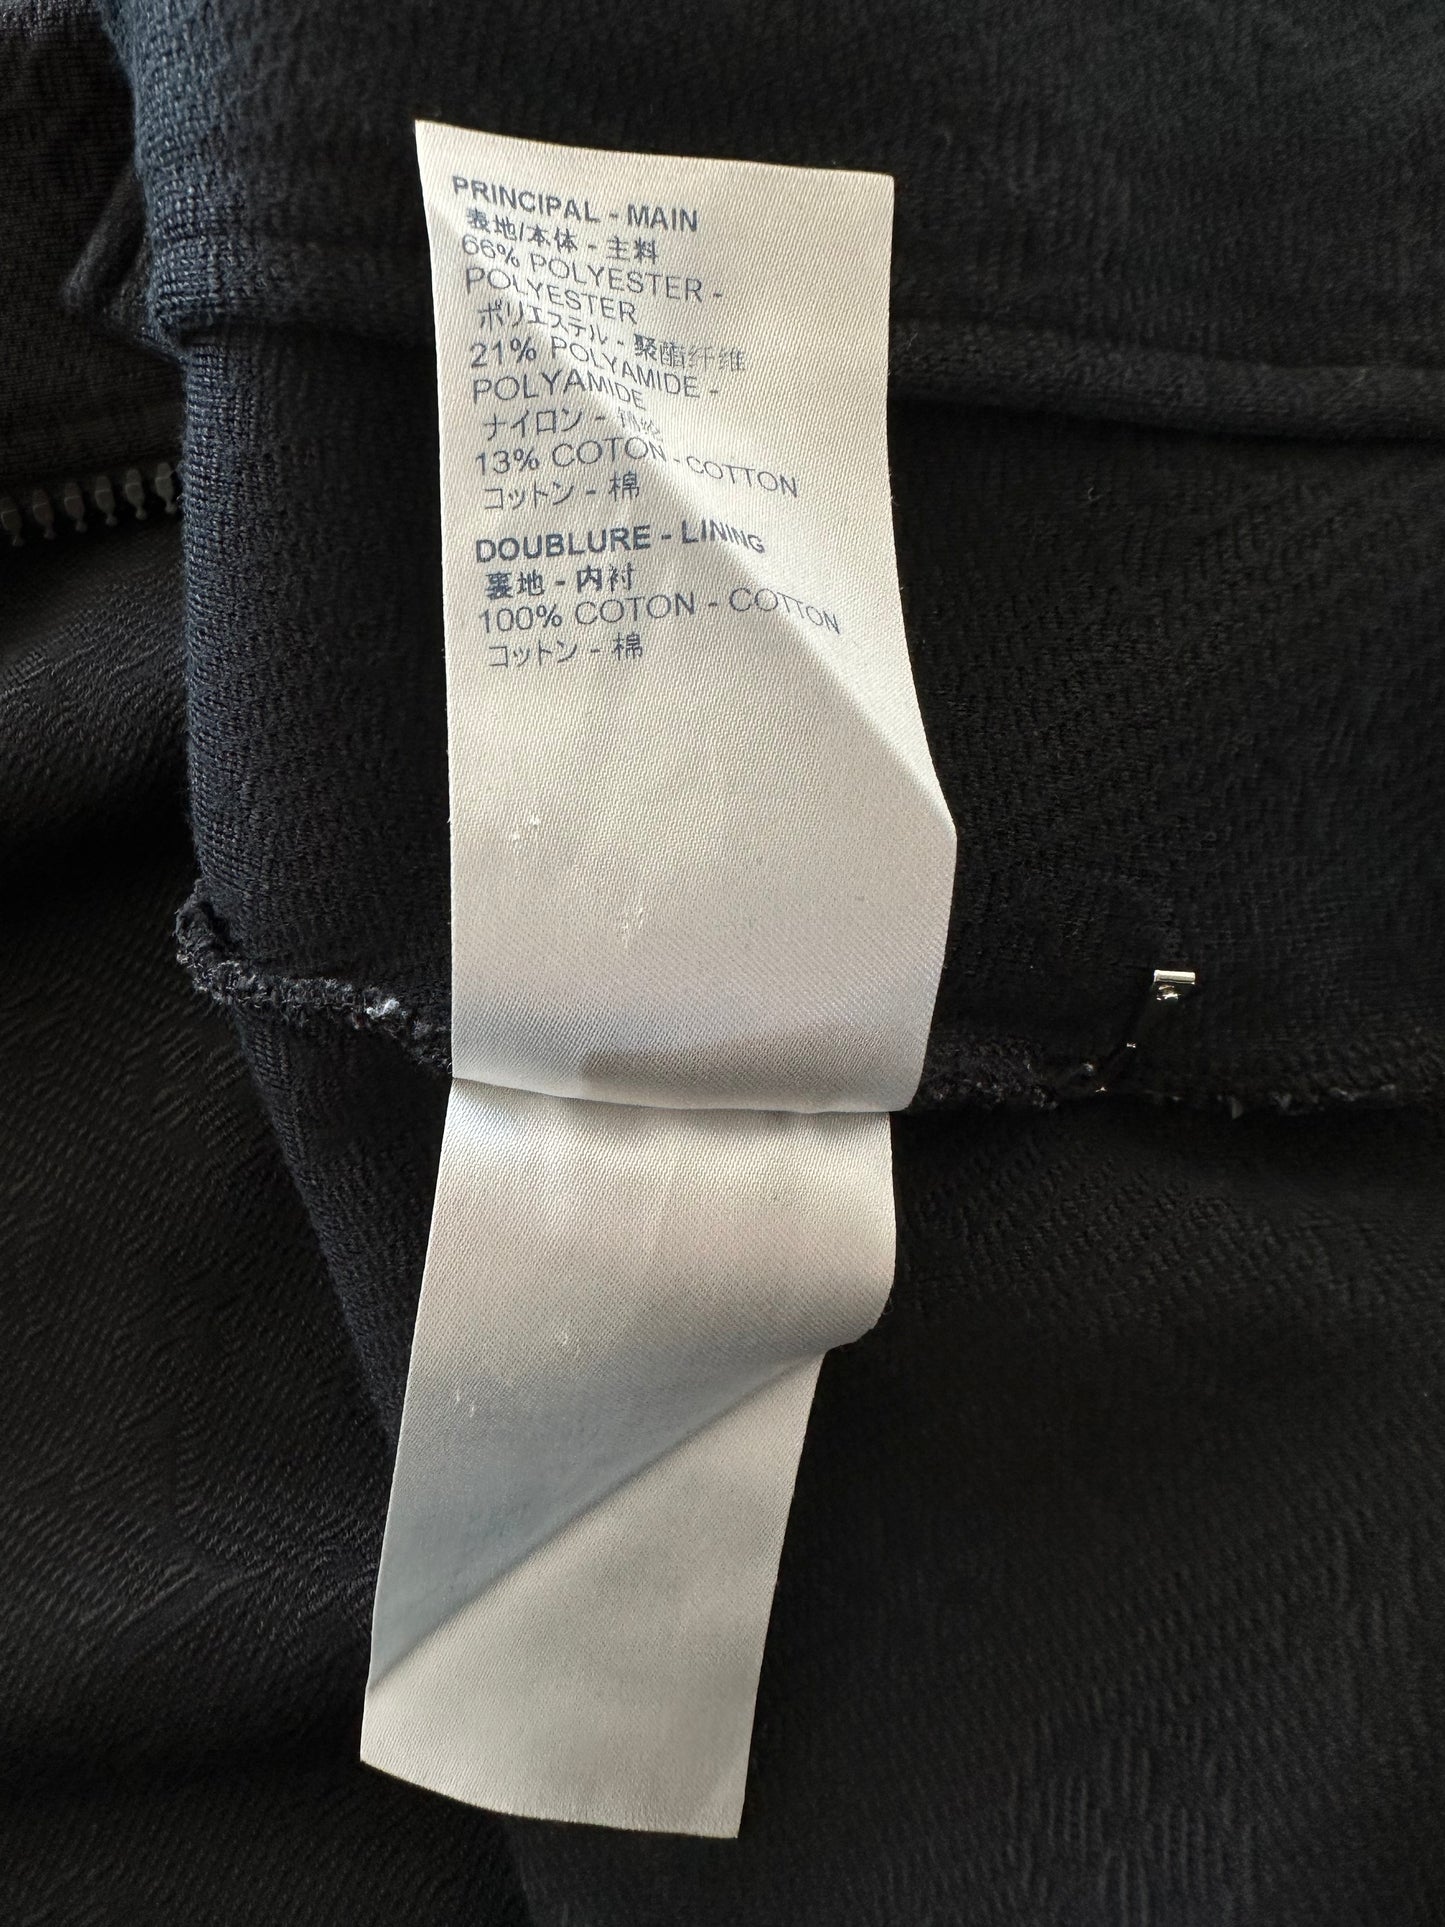 PRINCIPAL - MAIN
表地/本体 - 主料
66% POLYESTER -
POLYESTER
ポリエステル - 聚酯纤维
21% POLYAMIDE -
POLYAMIDE
ナイロン - 锦纶
13% COTON - COTTON
コットン - 棉
DOUBLURE - LINING
裏地 - 内衬
100% COTON - COTTON
コットン - 棉